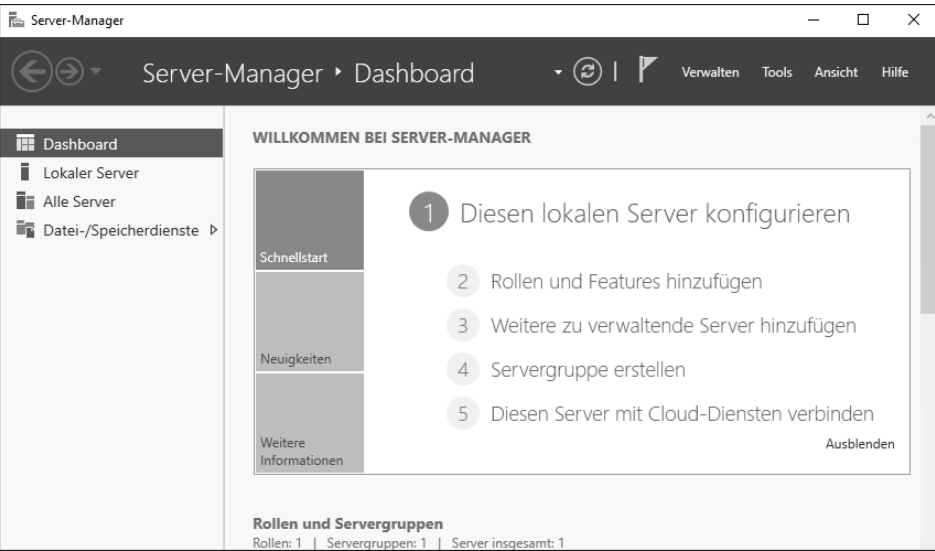 Server-Manager
Server-Manager ‣ Dashboard
Verwalten Tools Ansicht Hilfe
Dashboard
Lokaler Server
Alle Server
Datei-/Speicherdienste
WILLKOMMEN BEI SERVER-MANAGER
Schnellstart
Neuigkeiten
Weitere
Informationen
1 Diesen lokalen Server konfigurieren
2 Rollen und Features hinzufügen
3 Weitere zu verwaltende Server hinzufügen
4 Servergruppe erstellen
5 Diesen Server mit Cloud-Diensten verbinden
Ausblenden
Rollen und Servergruppen
Rollen: 1 | Servergruppen: 1 | Server insgesamt: 1